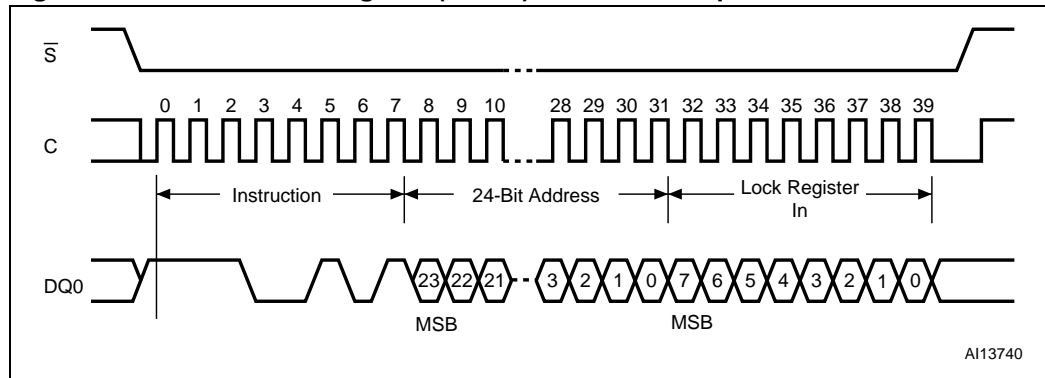 S̅
0 1 2 3 4 5 6 7 8 9 10 28 29 30 31 32 33 34 35 36 37 38 39
C
Instruction 24-Bit Address Lock Register
In
DQ0 23 22 21 3 2 1 0 7 6 5 4 3 2 1 0
MSB MSB
AI13740